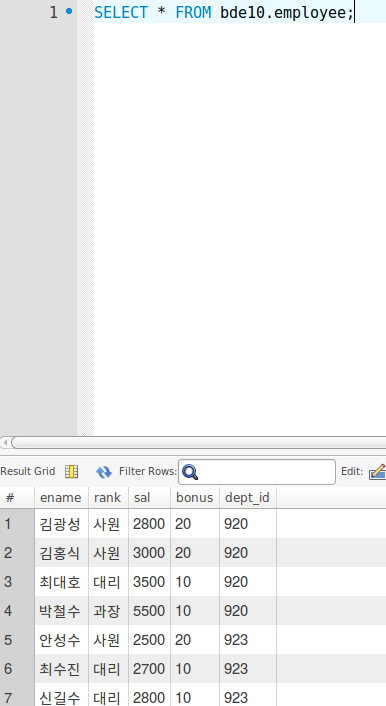 1 SELECT * FROM bde10.employee;
Result Grid Filter Rows: Edit:
# ename rank sal bonus dept_id
1 김광성 사원 2800 20 920
2 김홍식 사원 3000 20 920
3 최대호 대리 3500 10 920
4 박철수 과장 5500 10 920
5 안성수 사원 2500 20 923
6 최수진 대리 2700 10 923
7 신길수 대리 2800 10 923